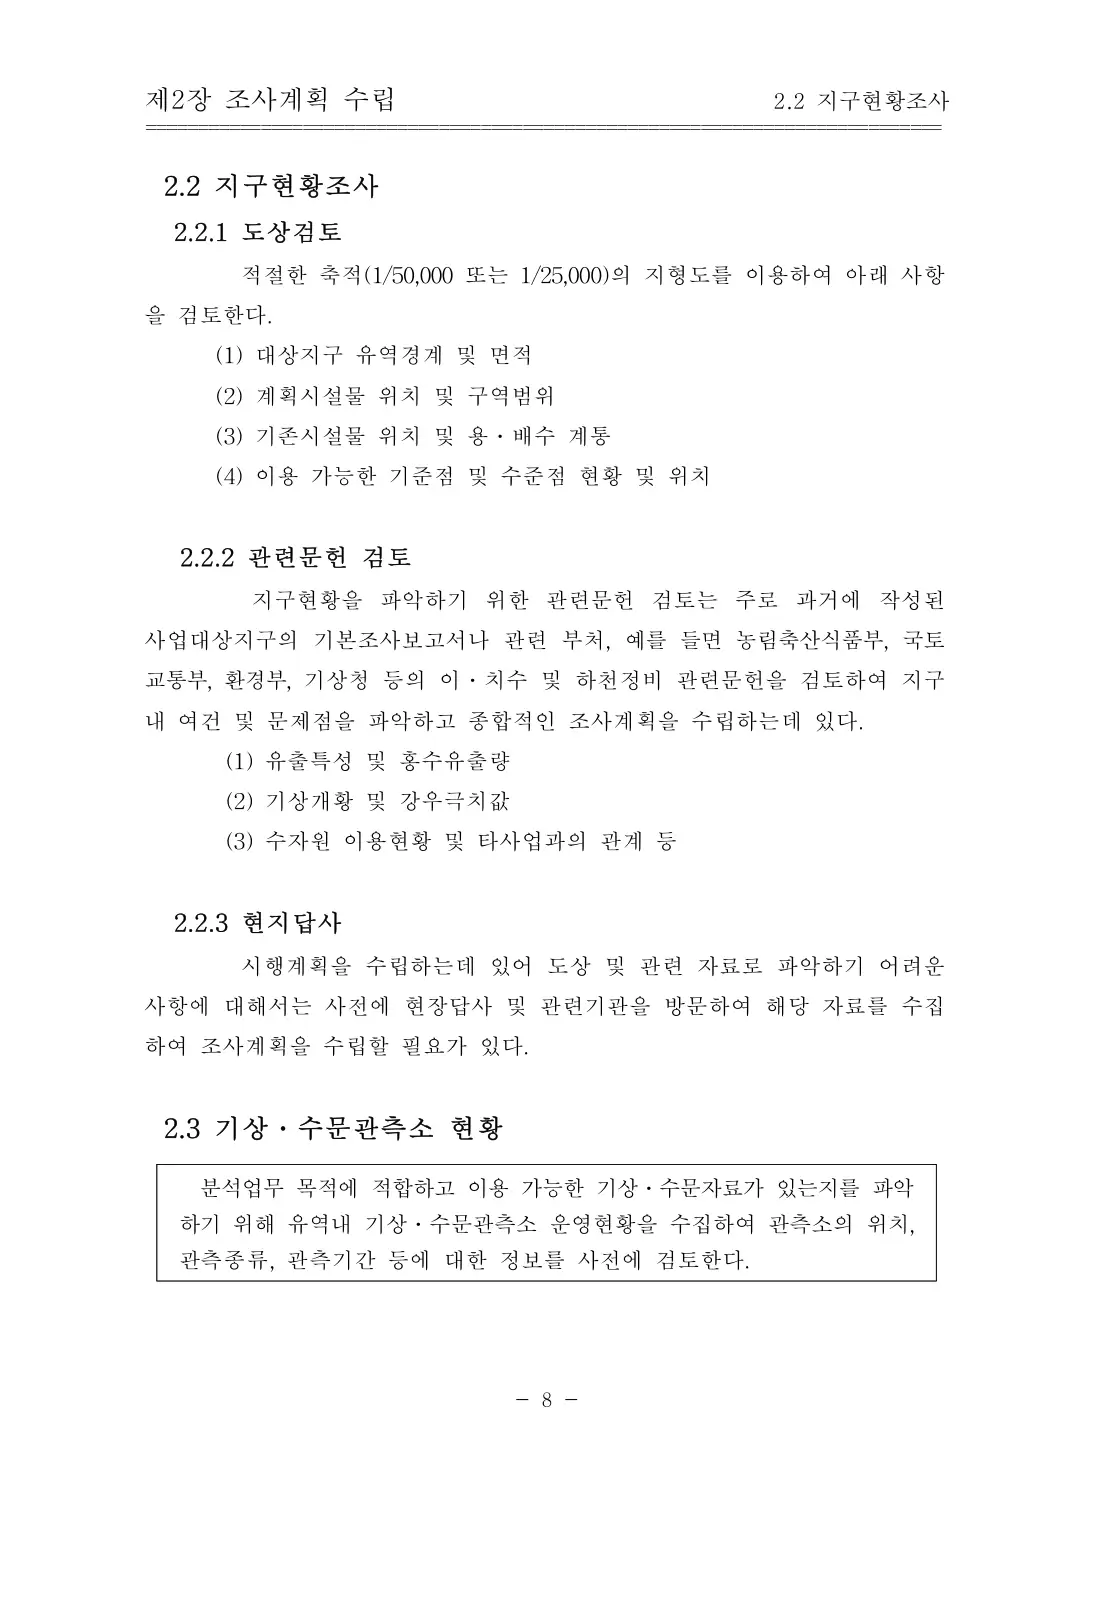 제2장 조사계획 수립 2.2 지구현황조사
2.2 지구현황조사
2.2.1 도상검토
적절한 축적(1/50,000 또는 1/25,000)의 지형도를 이용하여 아래 사항
을 검토한다.
(1) 대상지구 유역경계 및 면적
(2) 계획시설물 위치 및 구역범위
(3) 기존시설물 위치 및 용·배수 계통
(4) 이용 가능한 기준점 및 수준점 현황 및 위치
2.2.2 관련문헌 검토
지구현황을 파악하기 위한 관련문헌 검토는 주로 과거에 작성된
사업대상지구의 기본조사보고서나 관련 부처, 예를 들면 농림축산식품부, 국토
교통부, 환경부, 기상청 등의 이·치수 및 하천정비 관련문헌을 검토하여 지구
내 여건 및 문제점을 파악하고 종합적인 조사계획을 수립하는데 있다.
(1) 유출특성 및 홍수유출량
(2) 기상개황 및 강우극치값
(3) 수자원 이용현황 및 타사업과의 관계 등
2.2.3 현지답사
시행계획을 수립하는데 있어 도상 및 관련 자료로 파악하기 어려운
사항에 대해서는 사전에 현장답사 및 관련기관을 방문하여 해당 자료를 수집
하여 조사계획을 수립할 필요가 있다.
2.3 기상·수문관측소 현황
분석업무 목적에 적합하고 이용 가능한 기상·수문자료가 있는지를 파악
하기 위해 유역내 기상·수문관측소 운영현황을 수집하여 관측소의 위치,
관측종류, 관측기간 등에 대한 정보를 사전에 검토한다.
- 8 -